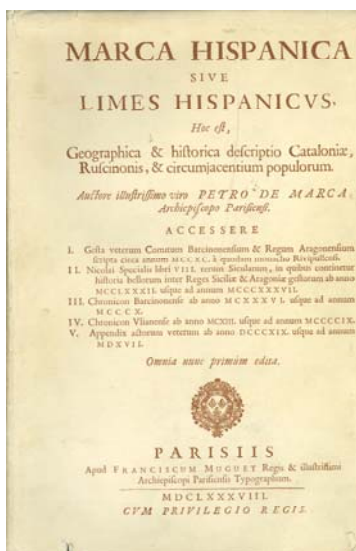 MARCA HISPANICA
SIVE
LIMES HISPANICVS,
Hoc est,
Geographica & historica descriptio Cataloniæ,
Ruscinonis, & circumjacentium populorum.
Auctore illustrissimo viro PETRO DE MARCA,
Archiepiscopo Parisiensi.
ACCESSERE
I. Gesta veterum Comitum Barcinonensium & Regum Aragonensium
scripta circa annum MCCXC. à quodam monacho Rivipullensi.
II. Nicolai Specialis libri VIII. rerum Sicularum, in quibus continetur
historia bellorum inter Reges Siciliæ & Aragoniæ gestorum ab anno
MCCLXXXII. usque ad annum MCCCXXXVII.
III. Chronicon Barcinonense ab anno MCXXXVI. usque ad annum
MCCCX.
IV. Chronicon Vlianense ab anno MCXIII. usque ad annum MCCCCIX.
V. Appendix actorum veterum ab anno DCCCXIX. usque ad annum
MDXVII.
Omnia nunc primùm edita.
PARISIIS
Apud FRANCISCUM MUGUET Regis & illustrissimi
Archiepiscopi Parisiensis Typographum.
MDCLXXXVIII.
CVM PRIVILEGIO REGIS.